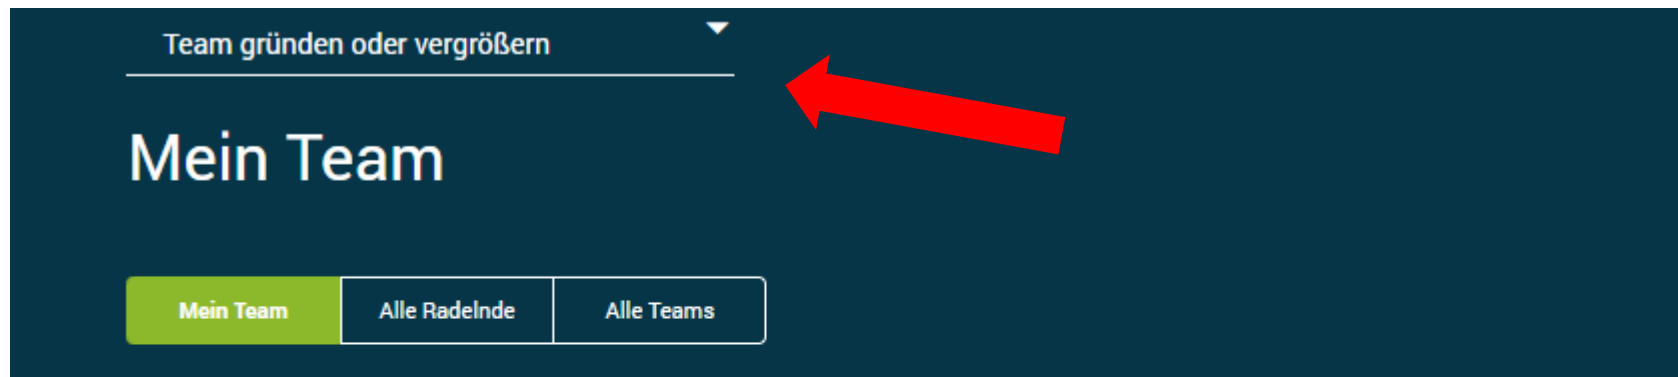 Team gründen oder vergrößern
Mein Team
Mein Team
Alle Radelnde
Alle Teams